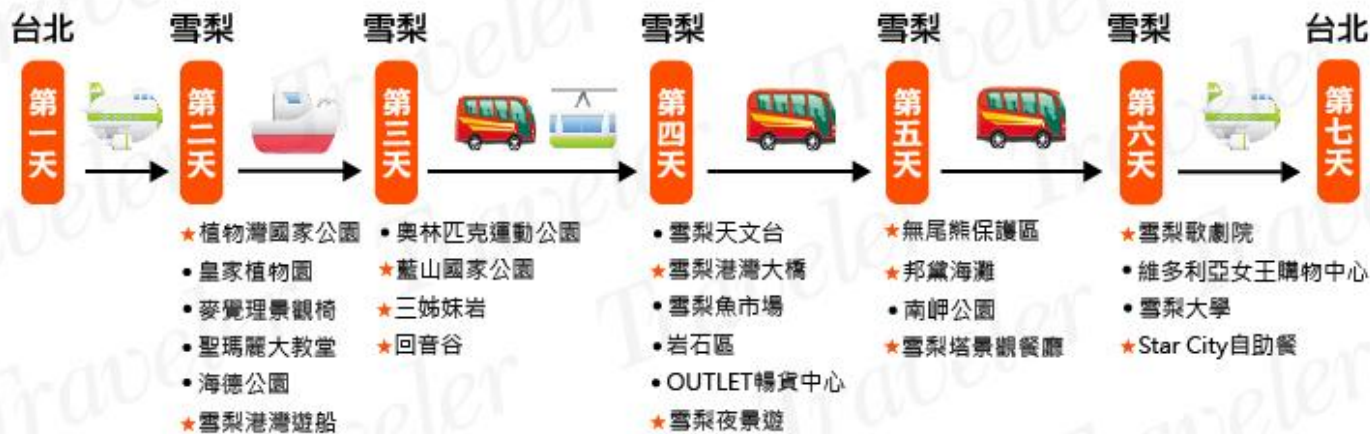 台北
雪梨
雪梨
雪梨
雪梨
雪梨
台北
第一天
第二天
第三天
第四天
第五天
第六天
第七天
★植物灣國家公園
•皇家植物園
•麥覺理景觀椅
•聖瑪麗大教堂
•海德公園
★雪梨港灣遊船
•奧林匹克運動公園
★藍山國家公園
★三姊妹岩
★回音谷
•雪梨天文台
★雪梨港灣大橋
•雪梨魚市場
•岩石區
•OUTLET暢貨中心
★雪梨夜景遊
★無尾熊保護區
★邦黛海灘
•南岬公園
★雪梨塔景觀餐廳
★雪梨歌劇院
•維多利亞女王購物中心
•雪梨大學
★Star City自助餐
Traveler
Traveler
Traveler
Traveler
Traveler
Traveler